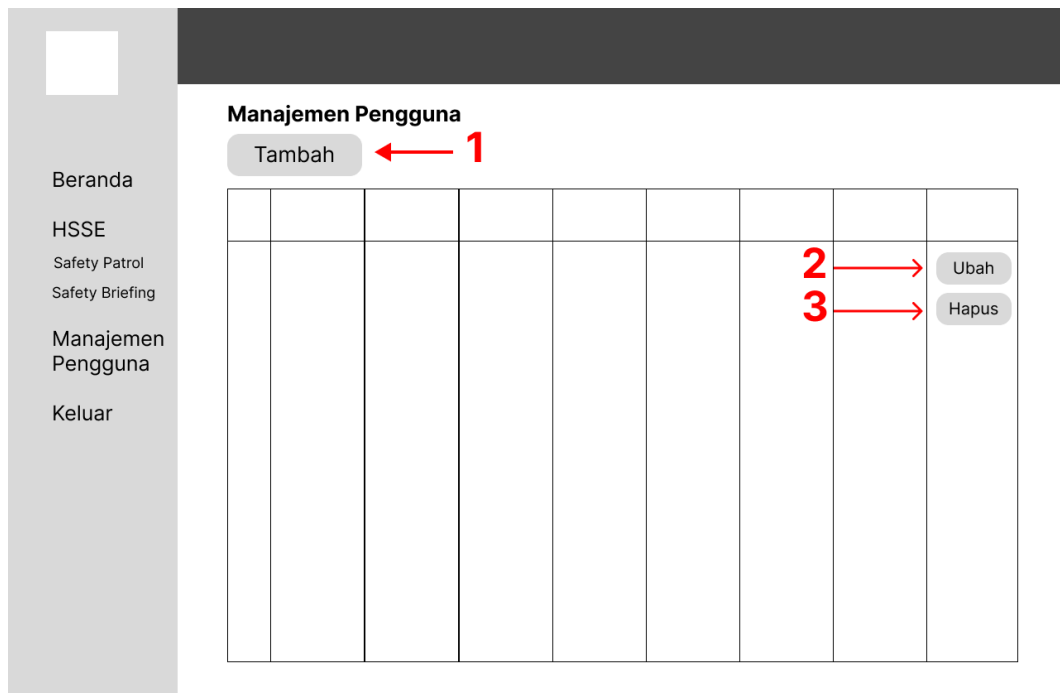 Beranda
HSSE
Safety Patrol
Safety Briefing
Manajemen
Pengguna
Keluar
Manajemen Pengguna
Tambah
1
2
Ubah
3
Hapus